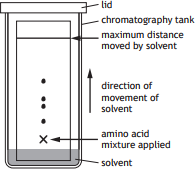 lid
chromatography tank
maximum distance
moved by solvent
direction of
movement of
solvent
amino acid
mixture applied
solvent